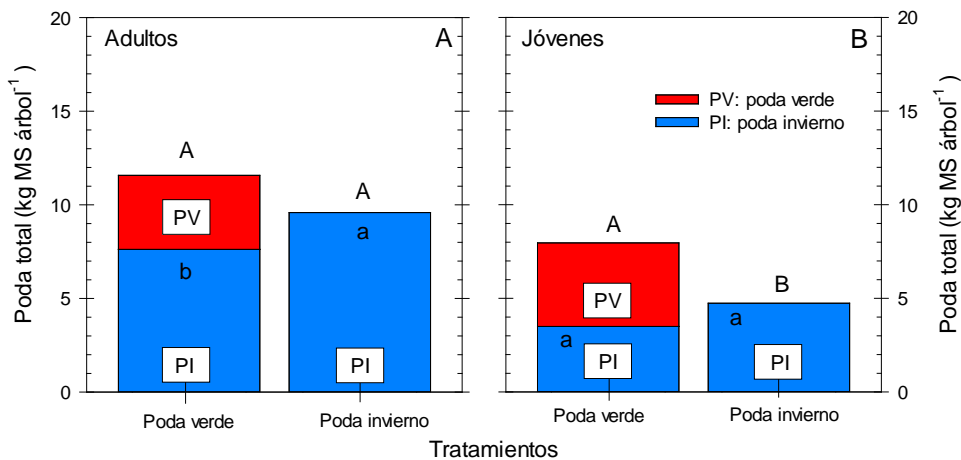 Adultos
A
Poda total (kg MS árbol⁻¹ )
20
15
10
5
0
A
PV
b
PI
A
a
PI
Poda verde
Poda invierno
Jóvenes
B
PV: poda verde
PI: poda invierno
A
PV
a
PI
B
a
PI
Poda verde
Poda invierno
20
15
10
5
0
Poda total (kg MS árbol⁻¹)
Tratamientos